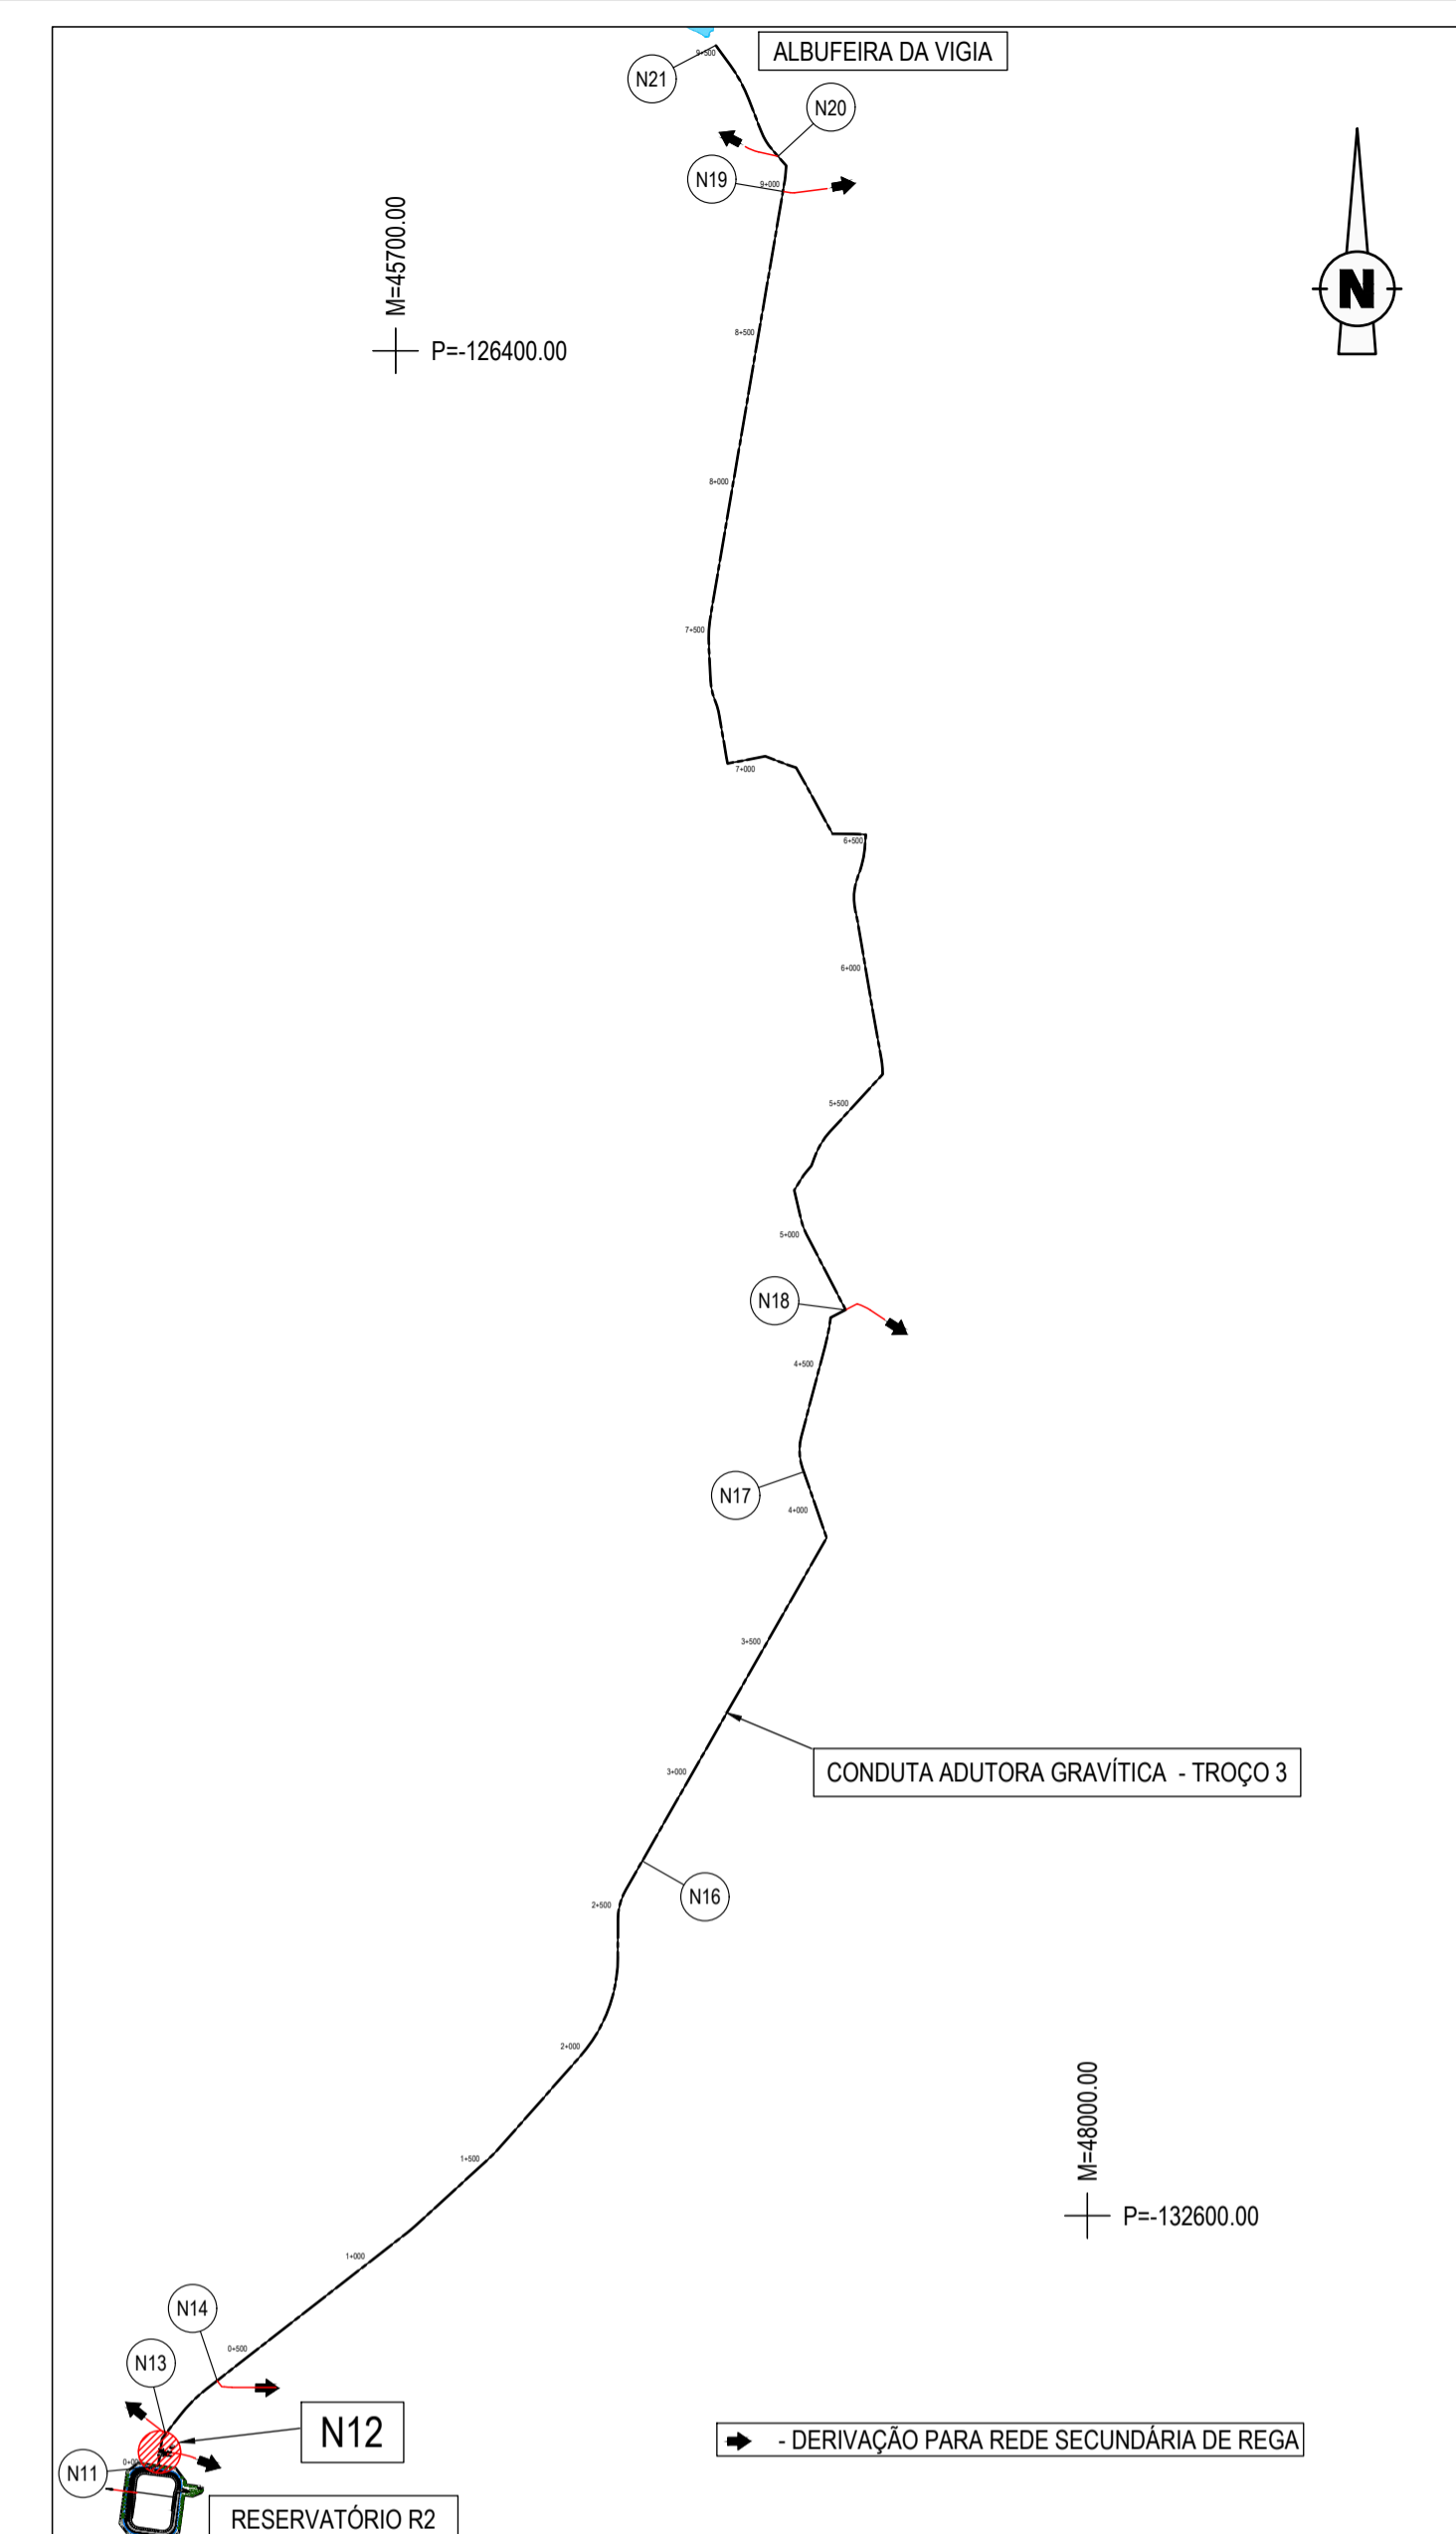 ALBUFEIRA DA VIGIA
9+500
N21
N20
N19
9+000
M=45700.00
P=-126400.00
N
8+500
8+000
7+500
7+000
6+500
6+000
5+500
5+000
N18
4+500
N17
4+000
3+500
CONDUTA ADUTORA GRAVÍTICA - TROÇO 3
3+000
N16
2+500
2+000
M=48000.00
P=-132600.00
1+500
1+000
N14
0+500
N13
N12
- DERIVAÇÃO PARA REDE SECUNDÁRIA DE REGA
N11
RESERVATÓRIO R2